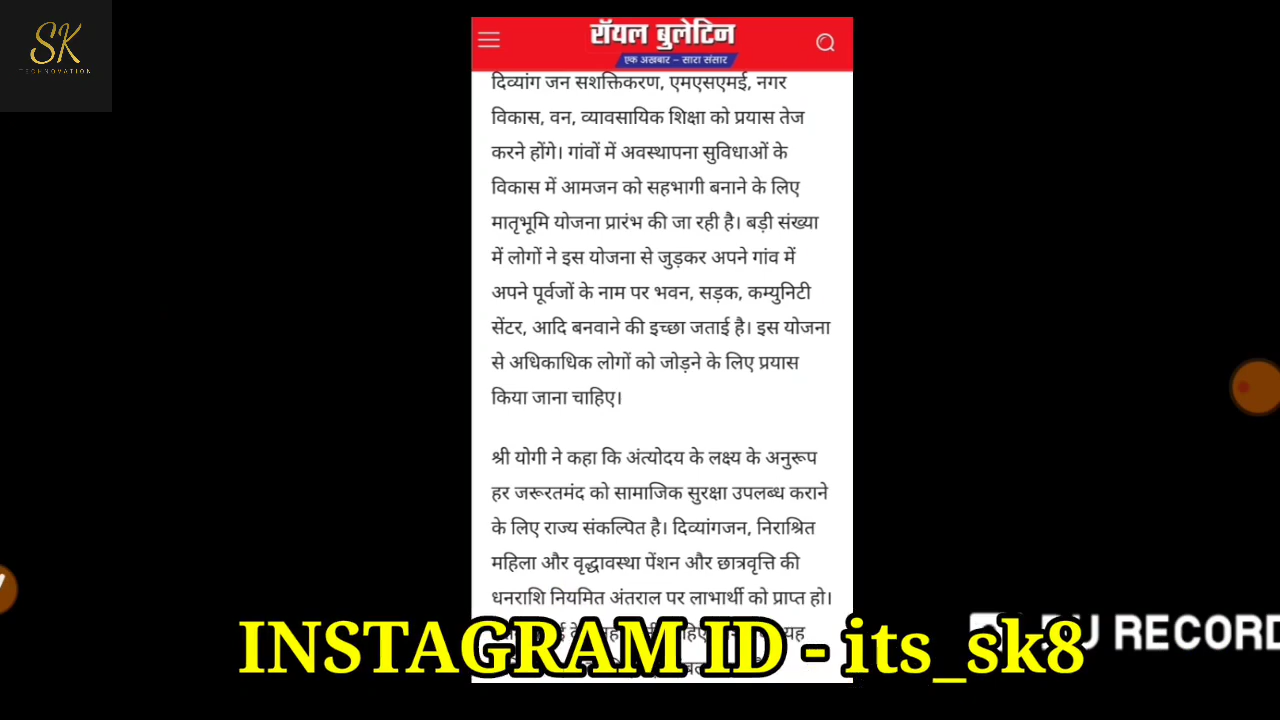 SK
TECHNOVATION
रॉयल बुलेटिन
एक अखबार – सारा संसार
दिव्यांग जन सशक्तिकरण, एमएसएमई, नगर
विकास, वन, व्यावसायिक शिक्षा को प्रयास तेज
करने होंगे। गांवों में अवस्थापना सुविधाओं के
विकास में आमजन को सहभागी बनाने के लिए
मातृभूमि योजना प्रारंभ की जा रही है। बड़ी संख्या
में लोगों ने इस योजना से जुड़कर अपने गांव में
अपने पूर्वजों के नाम पर भवन, सड़क, कम्युनिटी
सेंटर, आदि बनवाने की इच्छा जताई है। इस योजना
से अधिकाधिक लोगों को जोड़ने के लिए प्रयास
किया जाना चाहिए।
श्री योगी ने कहा कि अंत्योदय के लक्ष्य के अनुरूप
हर जरूरतमंद को सामाजिक सुरक्षा उपलब्ध कराने
के लिए राज्य संकल्पित है। दिव्यांगजन, निराश्रित
महिला और वृद्धावस्था पेंशन और छात्रवृत्ति की
धनराशि नियमित अंतराल पर लाभार्थी को प्राप्त हो।
यह
INSTAGRAM ID - its_sk8
RECORD